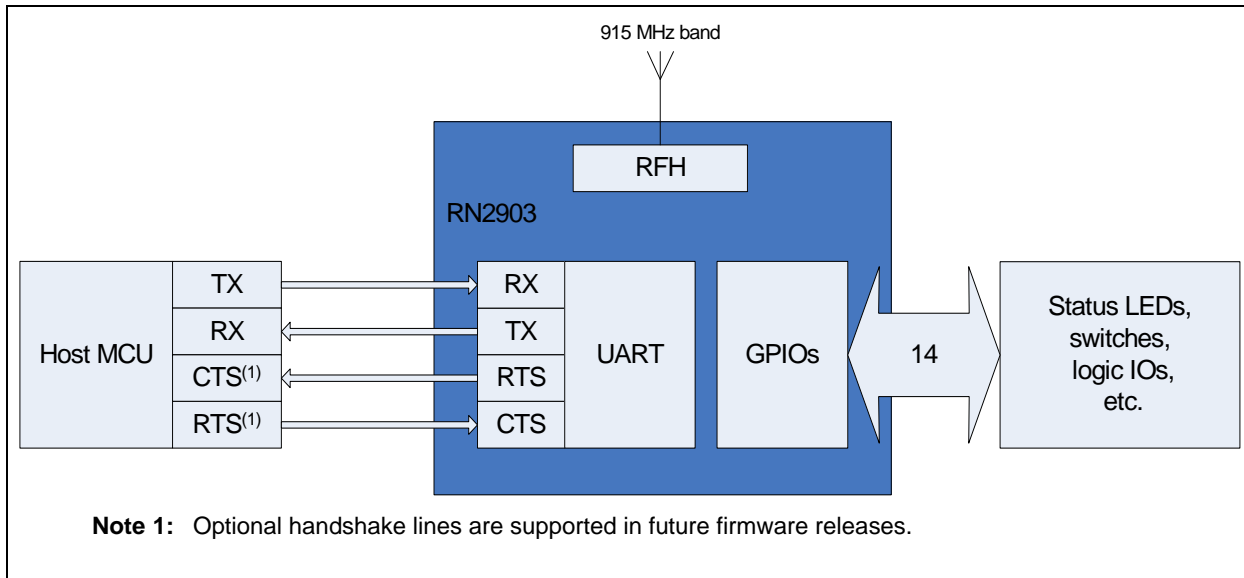 915 MHz band
RFH
RN2903
Host MCU
TX
RX
CTS(1)
RTS(1)
RX
TX
RTS
CTS
UART
GPIOs
14
Status LEDs,
switches,
logic IOs,
etc.
Note 1: Optional handshake lines are supported in future firmware releases.